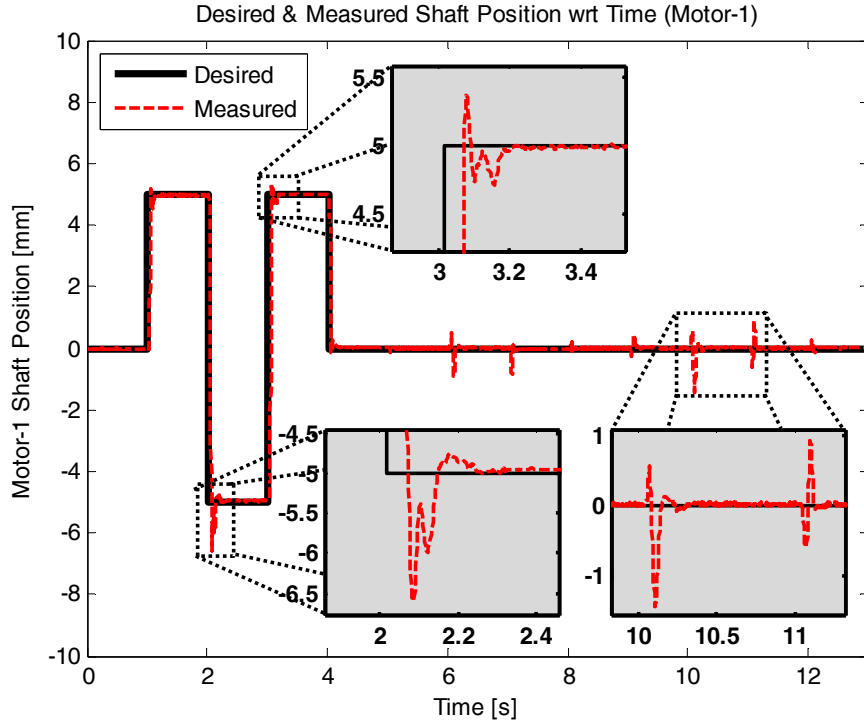 Desired & Measured Shaft Position wrt Time (Motor-1)
Desired
Measured
Motor-1 Shaft Position [mm]
10
8
6
4
2
0
-2
-4
-6
-8
-10
5.5
5
4.5
3 3.2 3.4
-4.5
-5
-5.5
-6
-6.5
2 2.2 2.4
1
0
-1
10 10.5 11
0 2 4 6 8 10 12
Time [s]